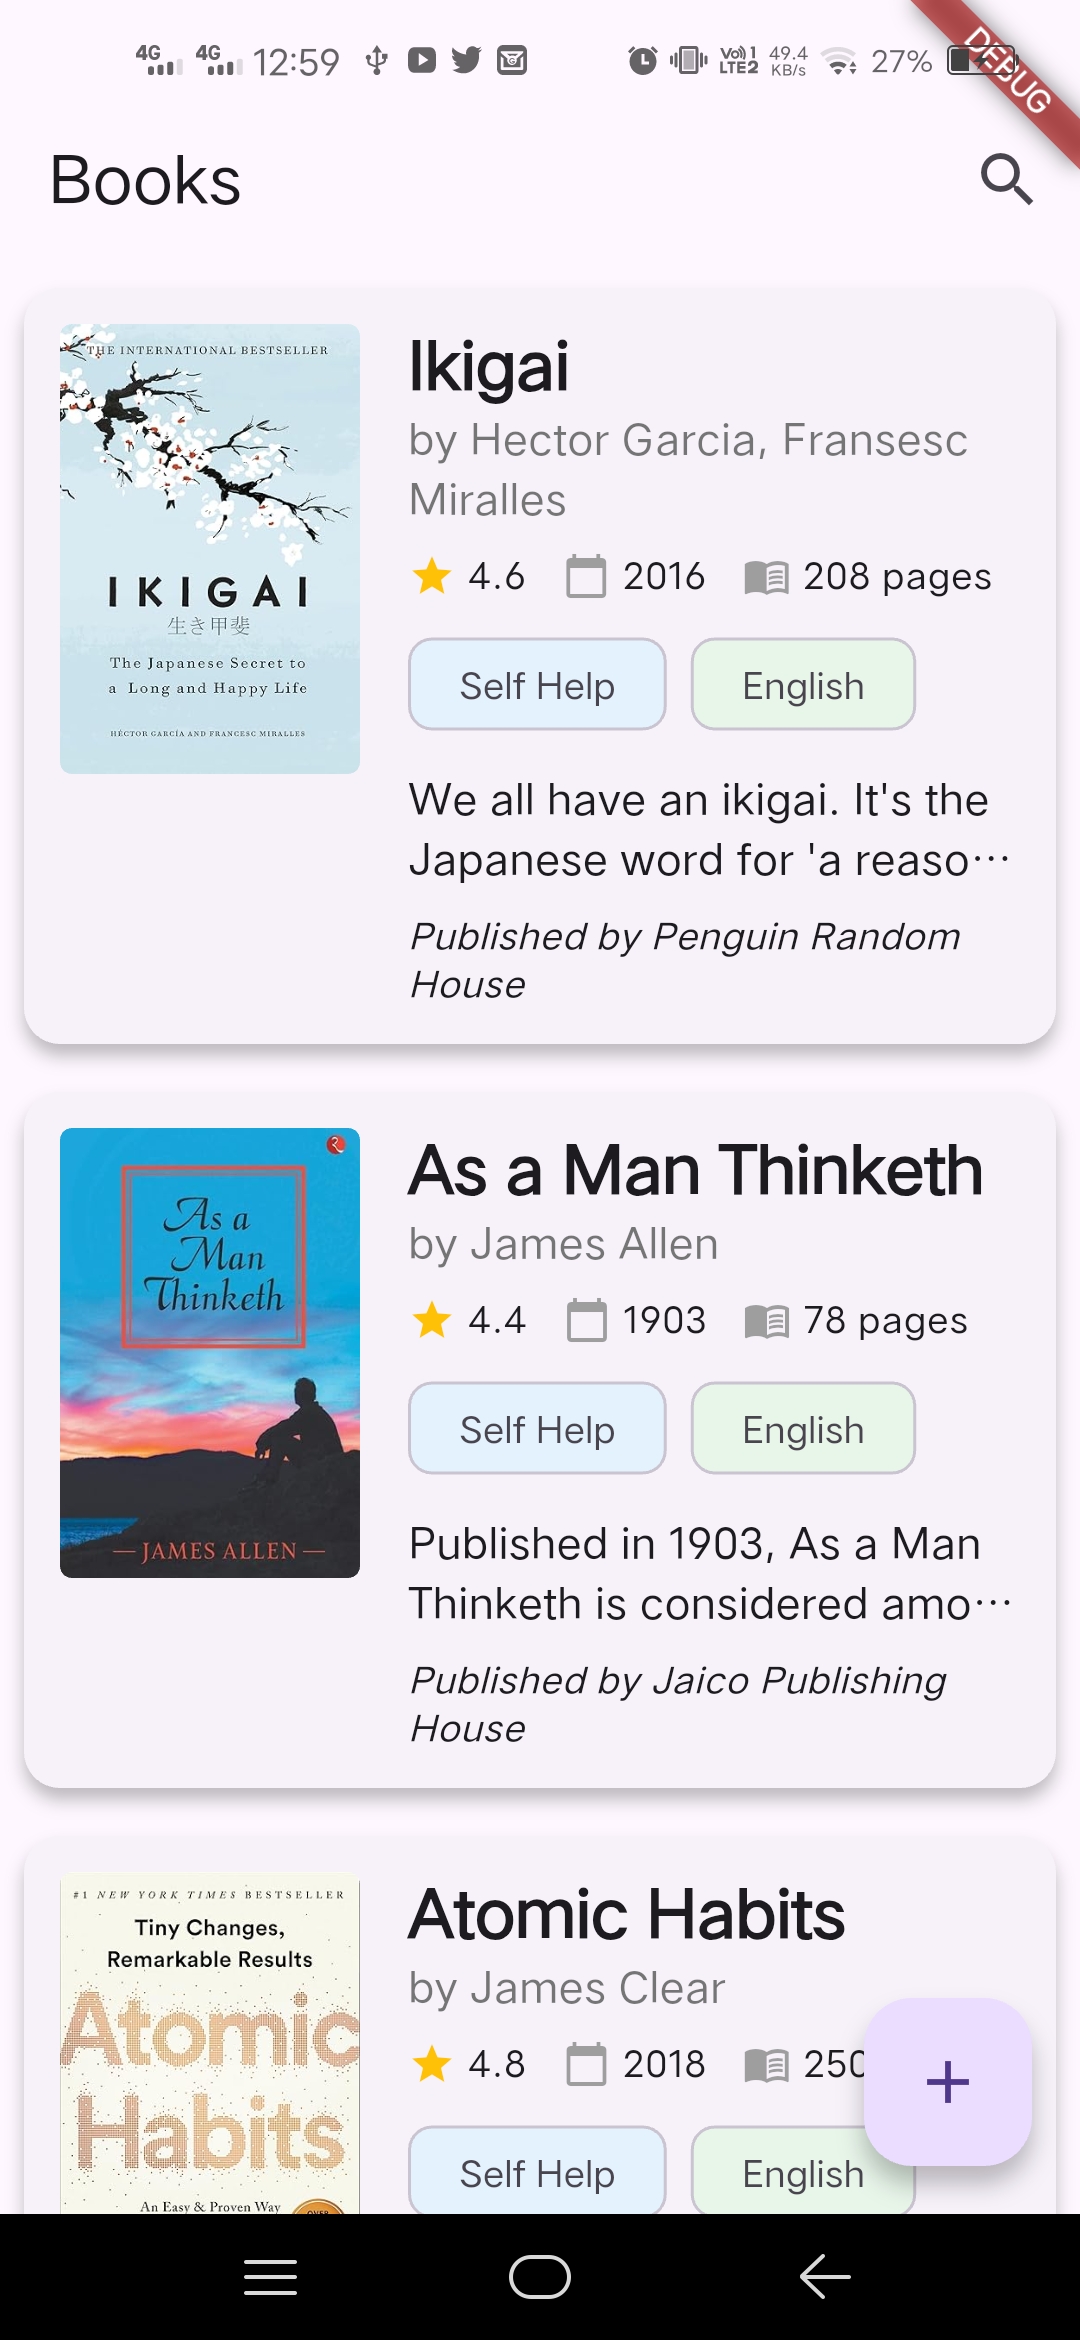 4G 4G 12:59 Vo))1 LTE2 49.4 KB/s 27%
DEBUG
Books
THE INTERNATIONAL BESTSELLER
IKIGAI
生き甲斐
The Japanese Secret to
a Long and Happy Life
HÉCTOR GARCÍA AND FRANCESC MIRALLES
Ikigai
by Hector Garcia, Fransesc
Miralles
4.6 2016 208 pages
Self Help English
We all have an ikigai. It's the
Japanese word for 'a reaso...
Published by Penguin Random
House
As a
Man
Thinketh
JAMES ALLEN
As a Man Thinketh
by James Allen
4.4 1903 78 pages
Self Help English
Published in 1903, As a Man
Thinketh is considered amo...
Published by Jaico Publishing
House
#1 NEW YORK TIMES BESTSELLER
Tiny Changes,
Remarkable Results
Atomic
Habits
An Easy & Proven Way
OVER
Atomic Habits
by James Clear
4.8 2018 250
Self Help English
+